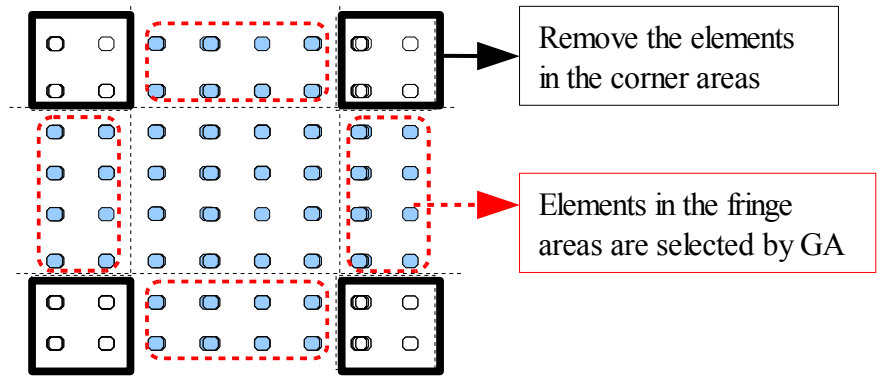 Remove the elements
in the corner areas
Elements in the fringe
areas are selected by GA